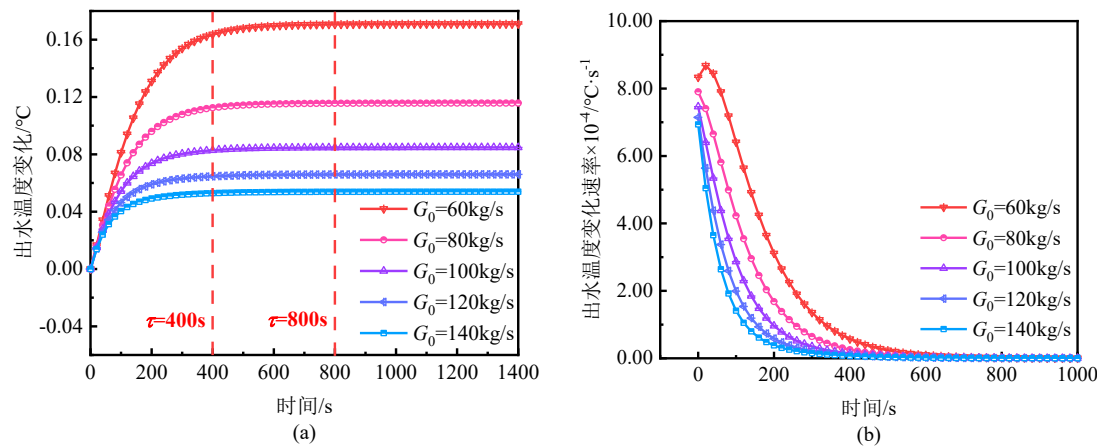 出水温度变化/℃
0.16
0.12
0.08
0.04
0.00
-0.04
τ=400s
τ=800s
G₀=60kg/s
G₀=80kg/s
G₀=100kg/s
G₀=120kg/s
G₀=140kg/s
0 200 400 600 800 1000 1200 1400
时间/s
(a)
出水温度变化速率×10⁻⁴/℃·s⁻¹
10.00
8.00
6.00
4.00
2.00
0.00
G₀=60kg/s
G₀=80kg/s
G₀=100kg/s
G₀=120kg/s
G₀=140kg/s
0 200 400 600 800 1000
时间/s
(b)